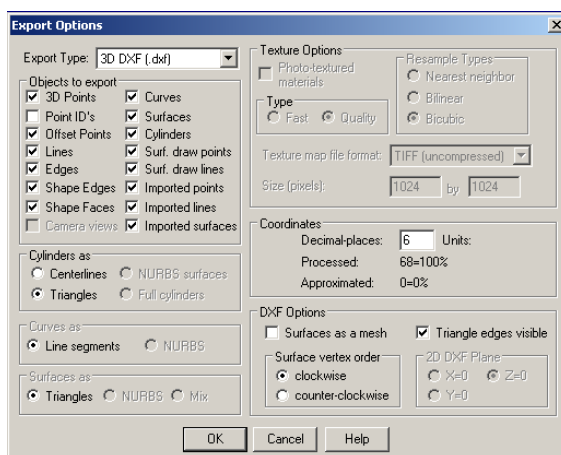 Export Options
Export Type: 3D DXF (.dxf)
Objects to export
3D Points
Curves
Point ID's
Surfaces
Offset Points
Cylinders
Lines
Surf. draw points
Edges
Surf. draw lines
Shape Edges
Imported points
Shape Faces
Imported lines
Camera views
Imported surfaces
Cylinders as
Centerlines
NURBS surfaces
Triangles
Full cylinders
Curves as
Line segments
NURBS
Surfaces as
Triangles
NURBS
Mix
Texture Options
Photo-textured
materials
Type
Fast
Quality
Resample Types
Nearest neighbor
Bilinear
Bicubic
Texture map file format: TIFF (uncompressed)
Size (pixels): 1024 by 1024
Coordinates
Decimal-places: 6 Units:
Processed: 68=100%
Approximated: 0=0%
DXF Options
Surfaces as a mesh
Triangle edges visible
Surface vertex order
clockwise
counter-clockwise
2D DXF Plane
X=0
Z=0
Y=0
OK
Cancel
Help